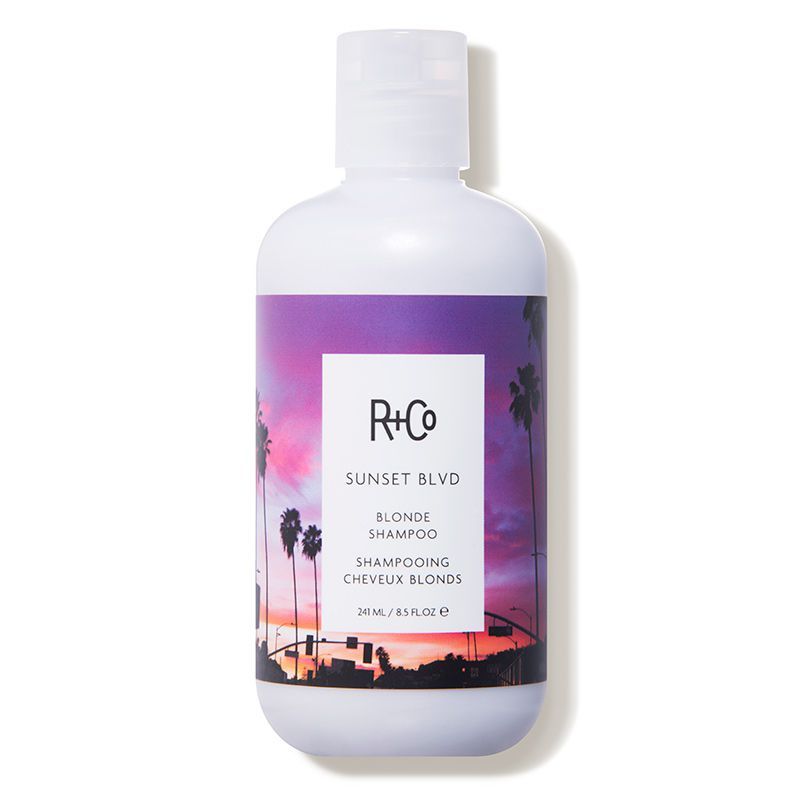 R+Co
SUNSET BLVD
BLONDE
SHAMPOO
SHAMPOOING
CHEVEUX BLONDS
241 ML / 8.5 FL.OZ ℮